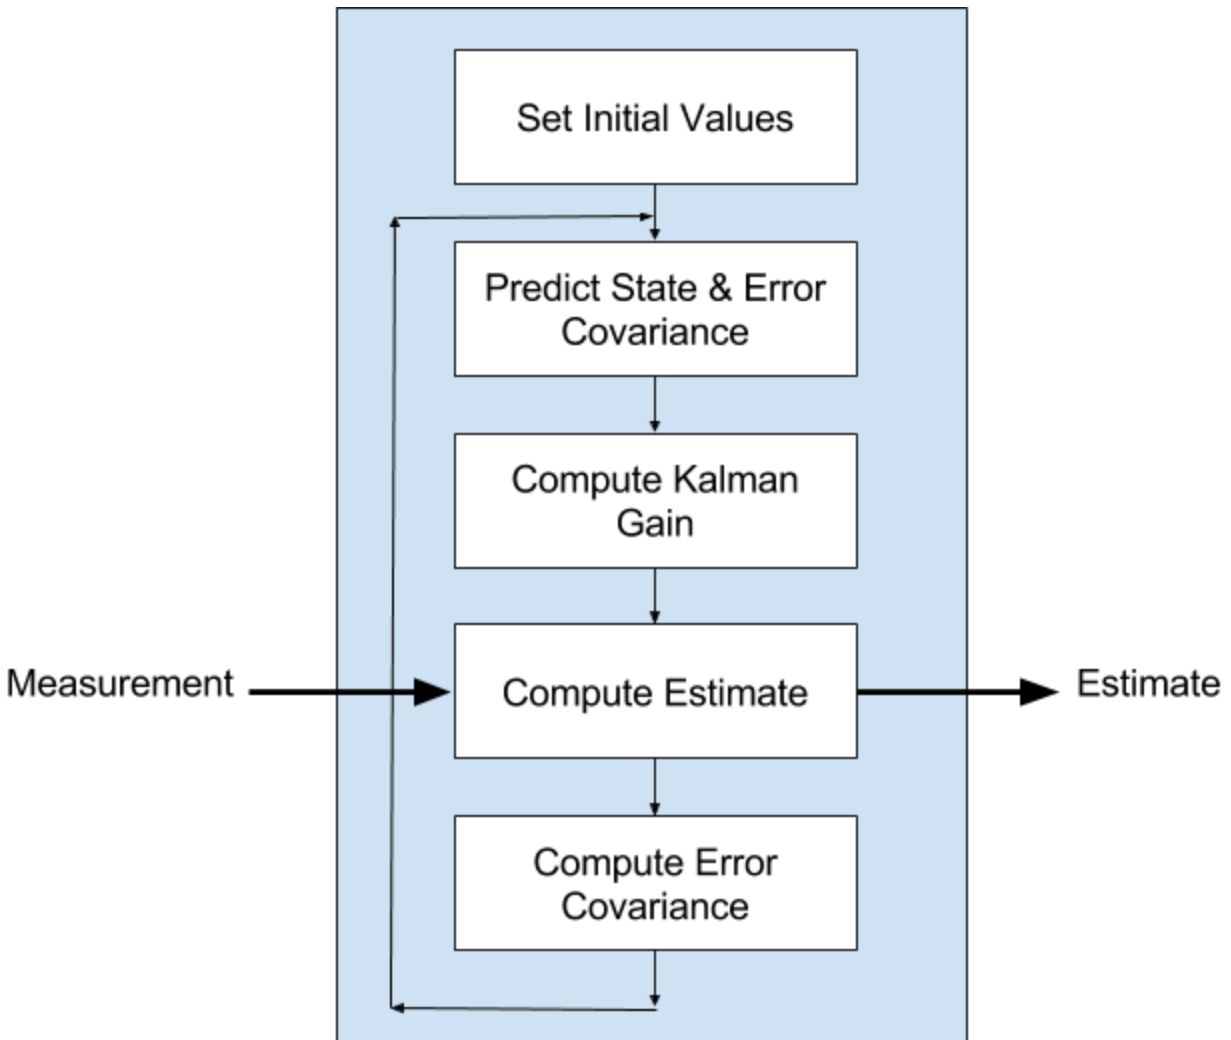 Set Initial Values
Predict State & Error
Covariance
Compute Kalman
Gain
Measurement
Compute Estimate
Estimate
Compute Error
Covariance